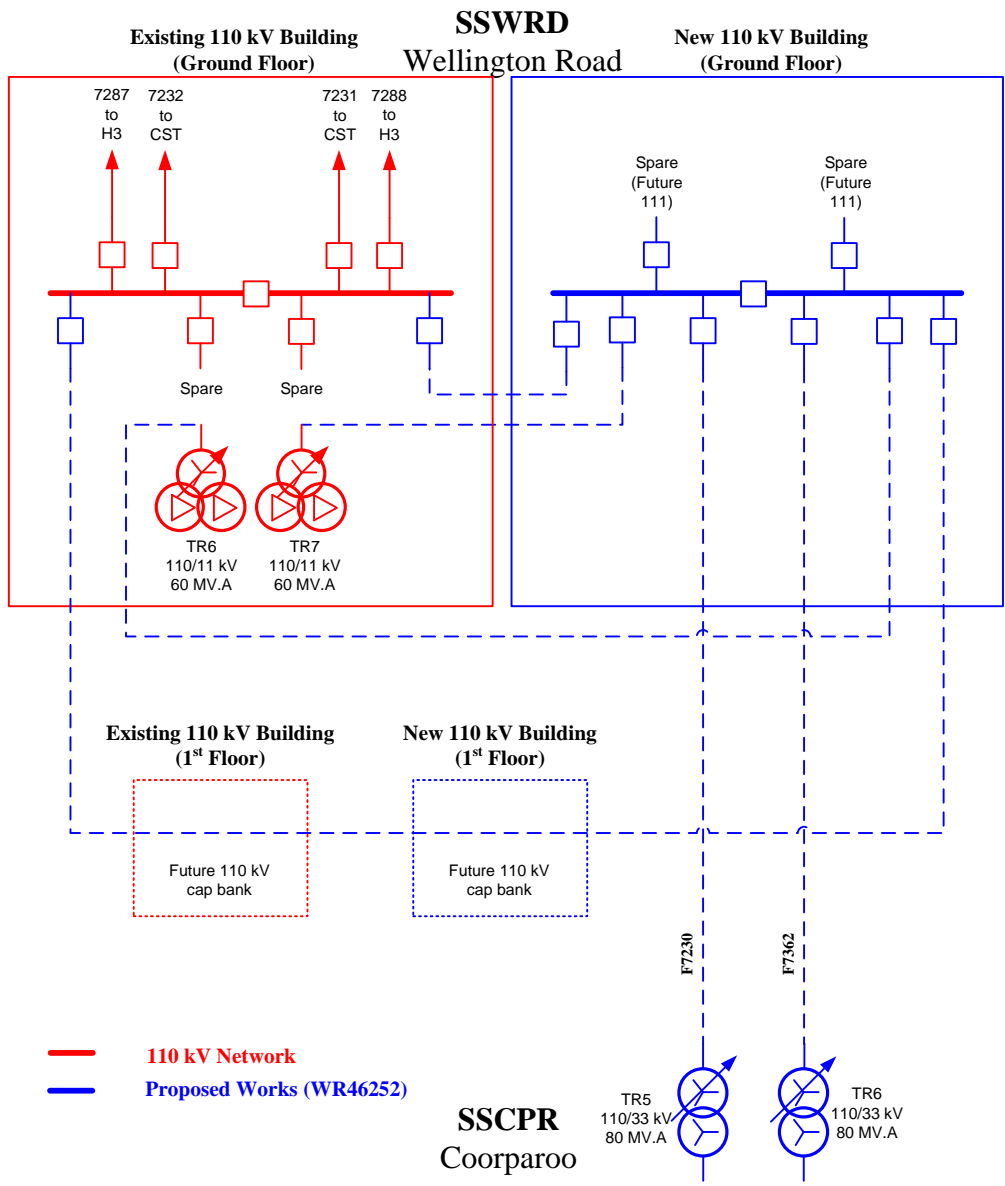 SSWRD
Wellington Road
Existing 110 kV Building
(Ground Floor)
New 110 kV Building
(Ground Floor)
7287
to
H3
7232
to
CST
7231
to
CST
7288
to
H3
Spare
(Future
111)
Spare
(Future
111)
Spare
Spare
TR6
110/11 kV
60 MV.A
TR7
110/11 kV
60 MV.A
Existing 110 kV Building
(1st Floor)
New 110 kV Building
(1st Floor)
Future 110 kV
cap bank
Future 110 kV
cap bank
F7230
F7362
110 kV Network
Proposed Works (WR46252)
TR5
110/33 kV
80 MV.A
TR6
110/33 kV
80 MV.A
SSCPR
Coorparoo